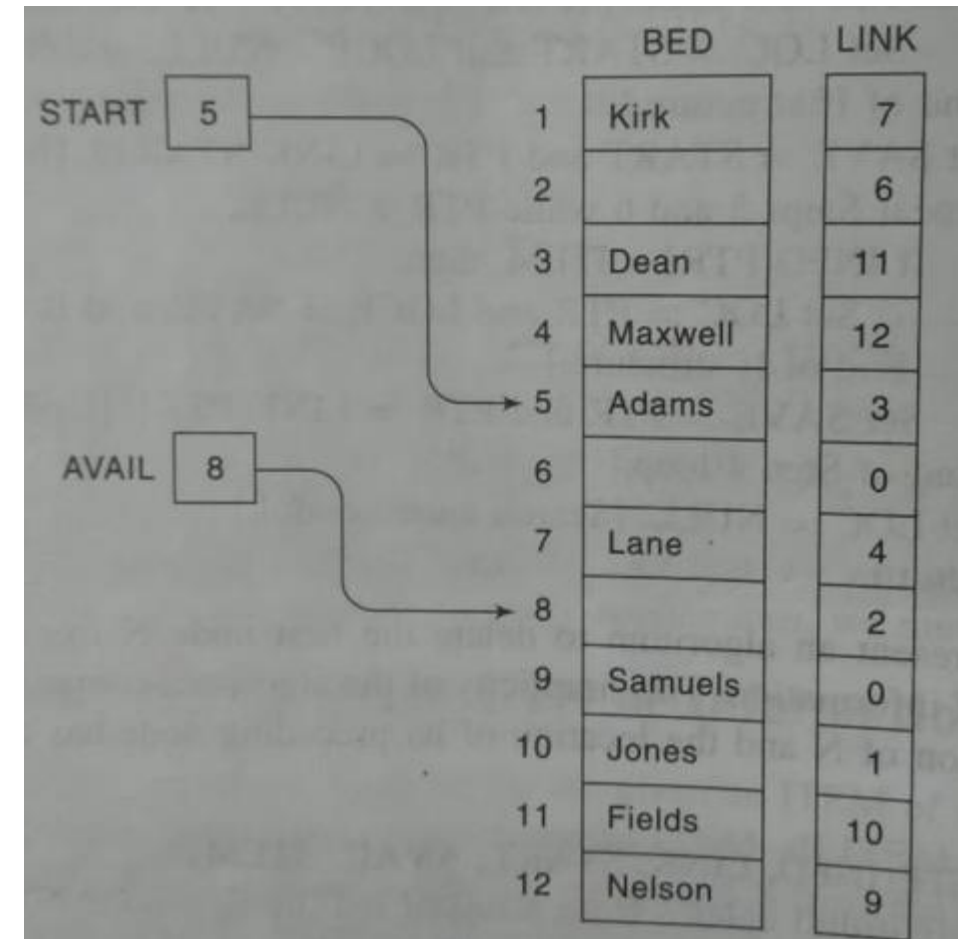 BED LINK
START 5
1 Kirk 7
2 6
3 Dean 11
4 Maxwell 12
5 Adams 3
AVAIL 8
6 0
7 Lane 4
8 2
9 Samuels 0
10 Jones 1
11 Fields 10
12 Nelson 9